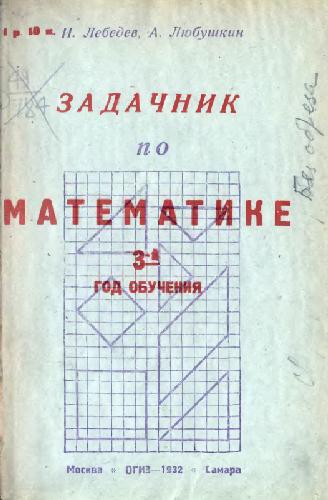 1 р. 10 к. И. Лебедев, А. Любушкин
ЗАДАЧНИК
ПО
МАТЕМАТИКЕ
3-й
ГОД ОБУЧЕНИЯ
Москва « ОГИЗ—1932 « Самара